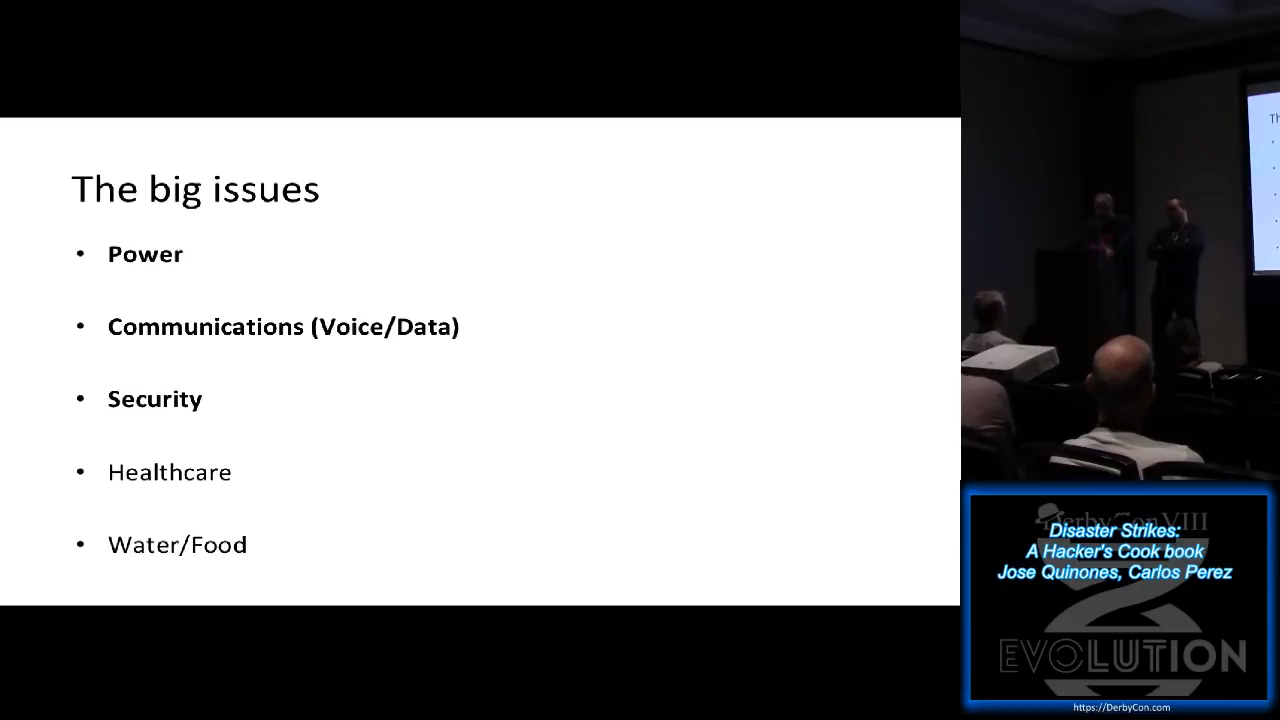 The big issues
• Power
• Communications (Voice/Data)
• Security
• Healthcare
• Water/Food
Th
DerbyCon VIII
Disaster Strikes:
A Hacker's Cook book
Jose Quinones, Carlos Perez
EVOLUTION
https://DerbyCon.com